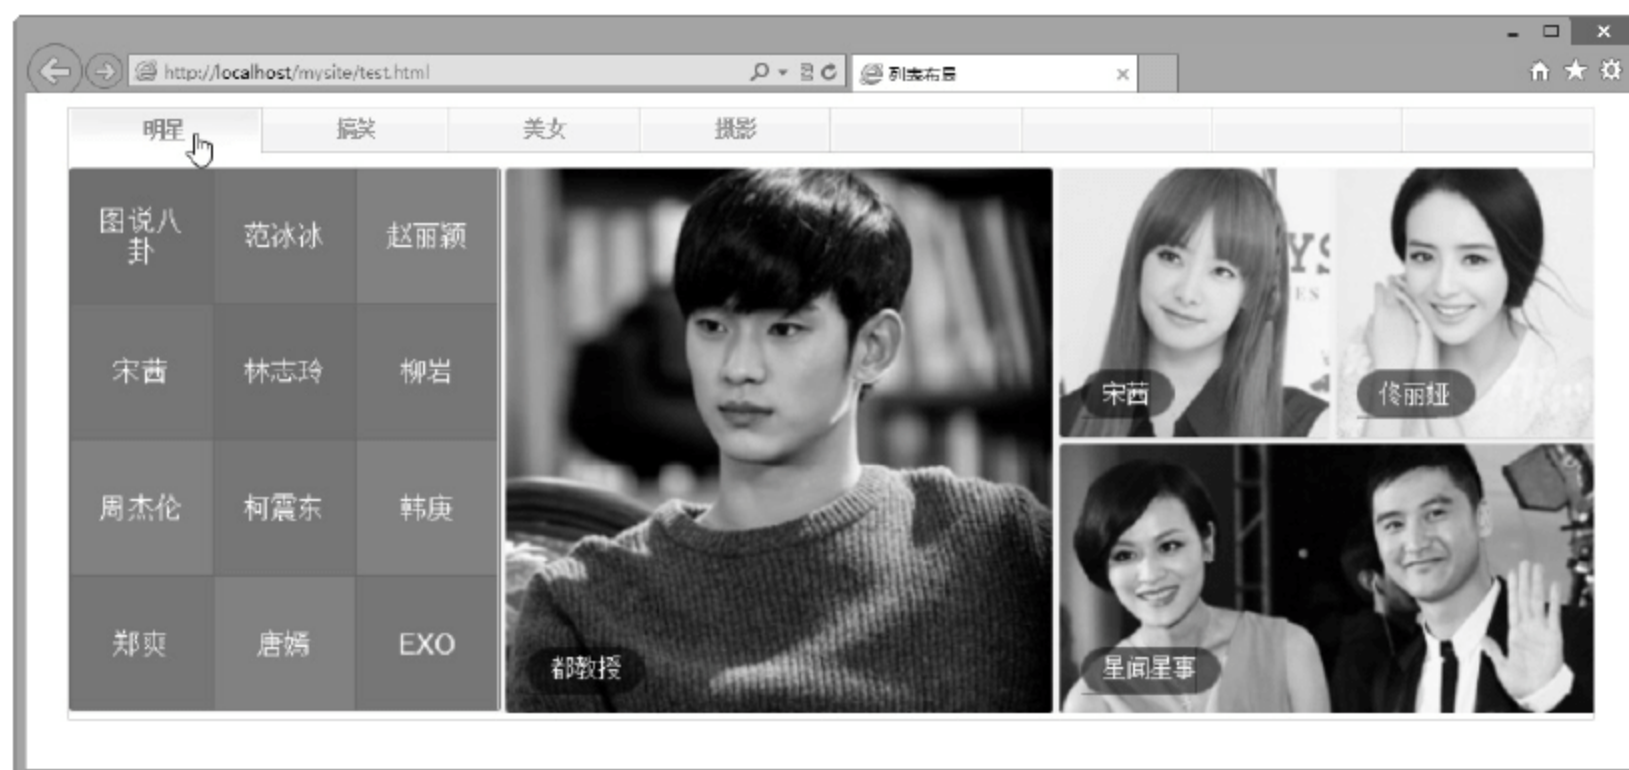 http://localhost/mysite/test.html
列表布局
明星 搞笑 美女 摄影
图说八
卦
范冰冰 赵丽颖
宋茜 林志玲 柳岩
周杰伦 柯震东 韩庚
郑爽 唐嫣 EXO
都教授
宋茜
佟丽娅
星闻星事